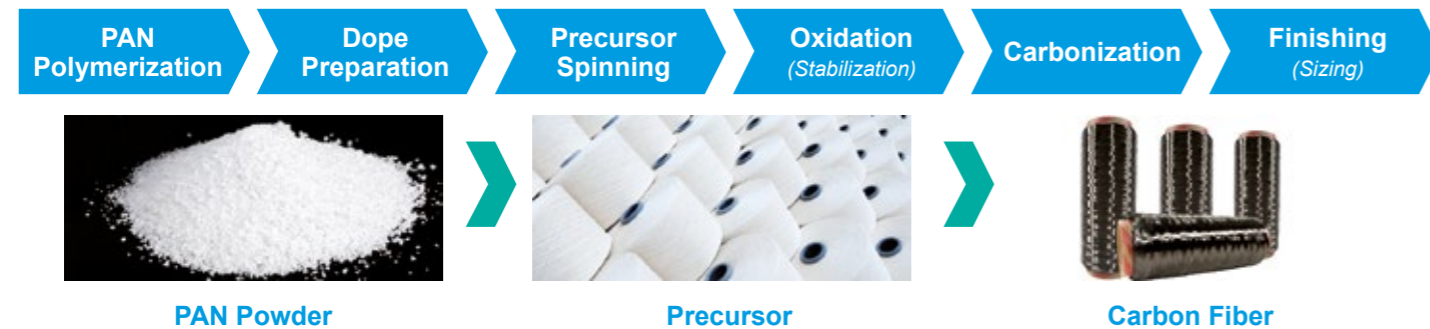 PAN
Polymerization
Dope
Preparation
Precursor
Spinning
Oxidation
(Stabilization)
Carbonization
Finishing
(Sizing)
PAN Powder
Precursor
Carbon Fiber